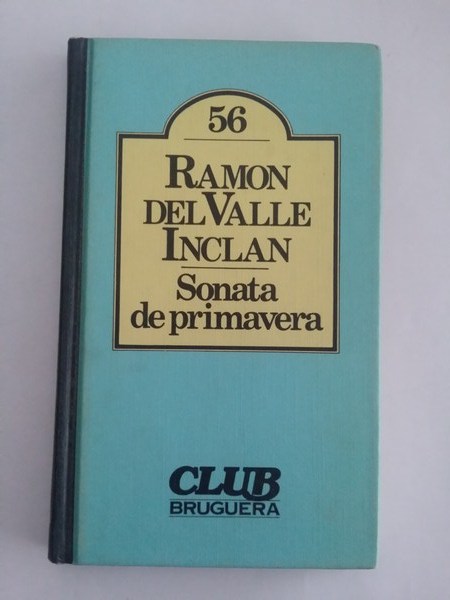 56
RAMON
DEL VALLE
INCLAN
Sonata
de primavera
CLUB
BRUGUERA